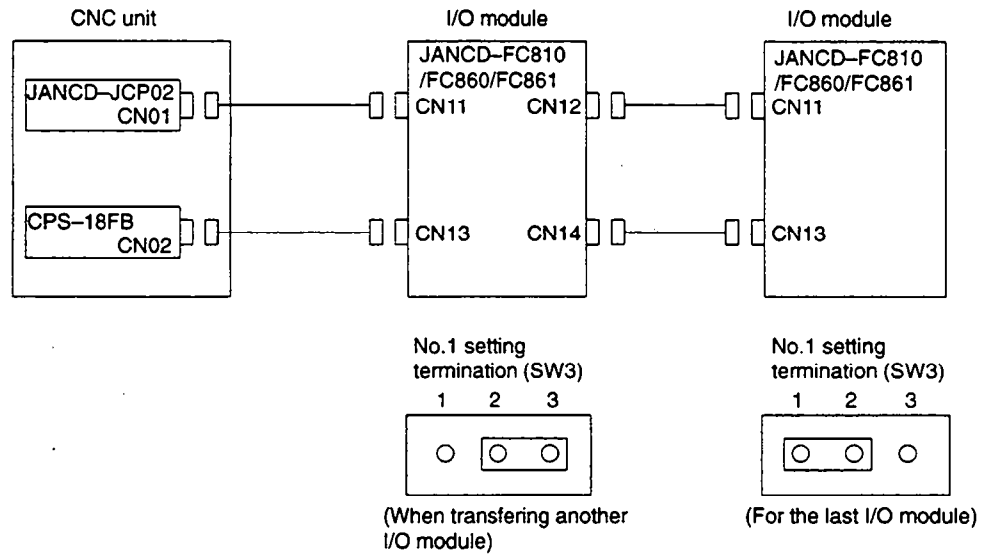 CNC unit
I/O module
I/O module
JANCD–FC810
/FC860/FC861
JANCD–FC810
/FC860/FC861
JANCD–JCP02
CN01
CN11
CN12
CN11
CPS–18FB
CN02
CN13
CN14
CN13
No.1 setting
termination (SW3)
1 2 3
(When transfering another
I/O module)
No.1 setting
termination (SW3)
1 2 3
(For the last I/O module)